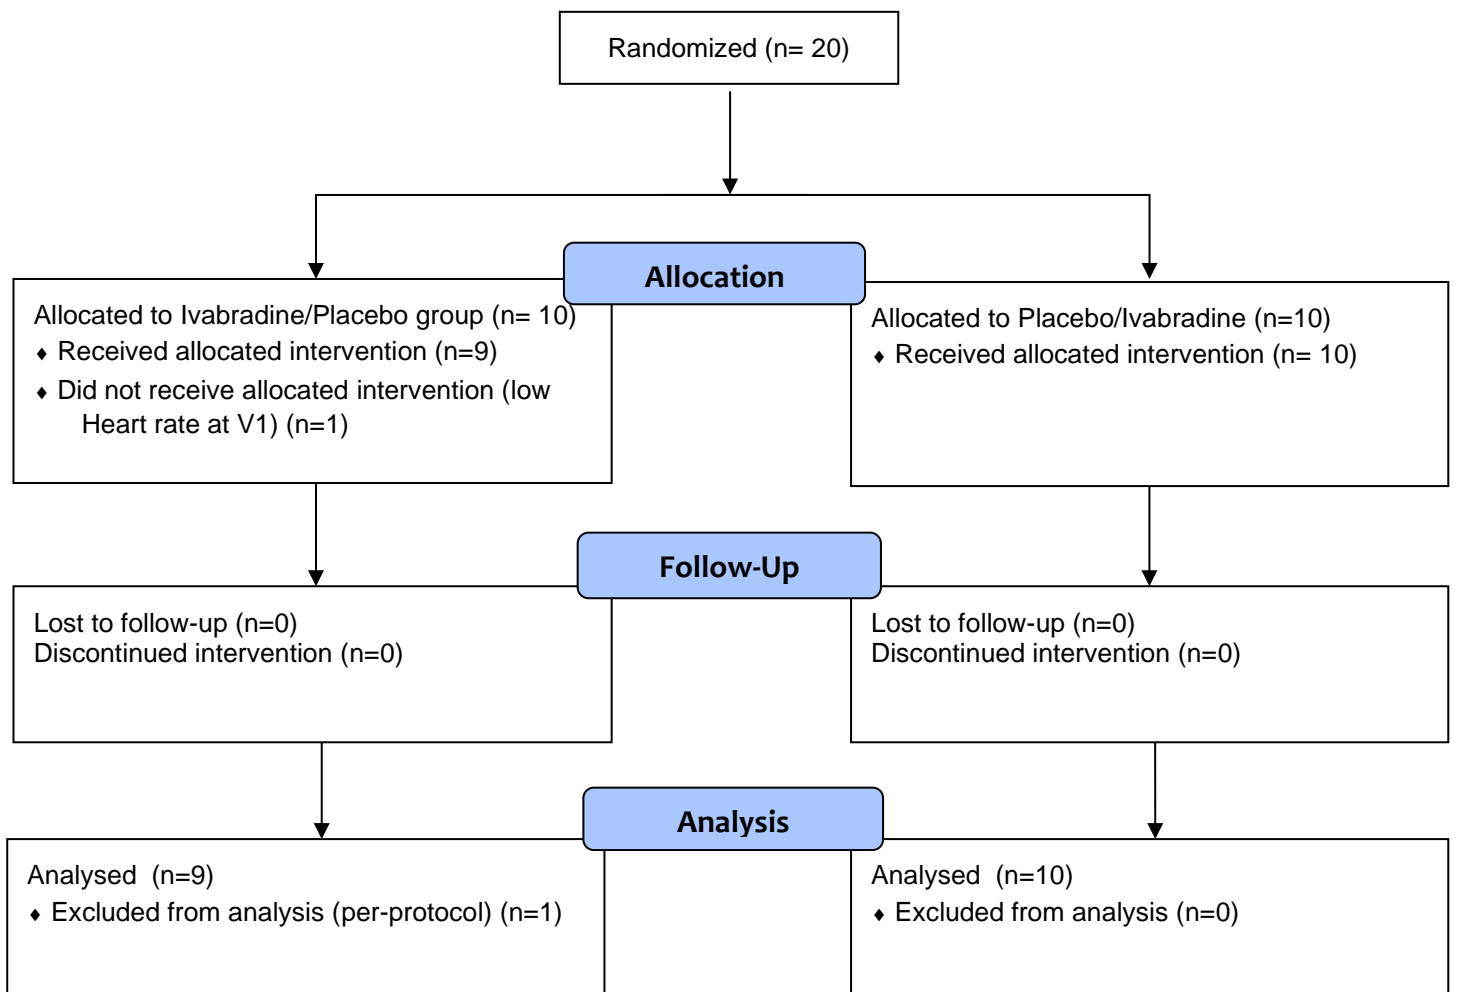 Randomized (n= 20)
Allocation
Allocated to Ivabradine/Placebo group (n= 10)
♦ Received allocated intervention (n=9)
♦ Did not receive allocated intervention (low
Heart rate at V1) (n=1)
Allocated to Placebo/Ivabradine (n=10)
♦ Received allocated intervention (n= 10)
Follow-Up
Lost to follow-up (n=0)
Discontinued intervention (n=0)
Lost to follow-up (n=0)
Discontinued intervention (n=0)
Analysis
Analysed  (n=9)
♦ Excluded from analysis (per-protocol) (n=1)
Analysed  (n=10)
♦ Excluded from analysis (n=0)